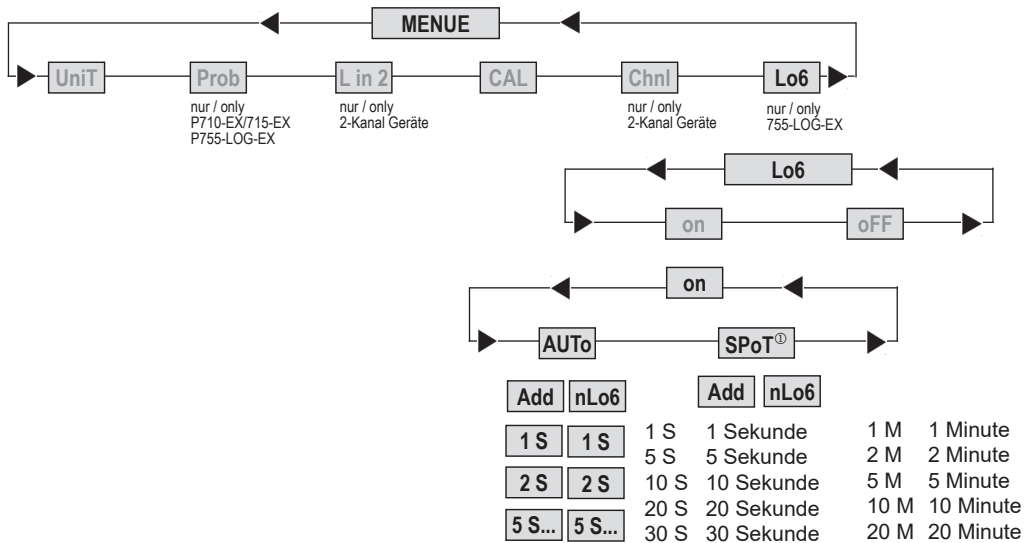 MENUE
UniT Prob L in 2 CAL Chnl Lo6
nur / only
P710-EX/715-EX
P755-LOG-EX
nur / only
2-Kanal Geräte
nur / only
2-Kanal Geräte
nur / only
755-LOG-EX
Lo6
on oFF
on
AUTo SPoT①
Add nLo6 Add nLo6
1 S 1 S
2 S 2 S
5 S... 5 S...
1 S 1 Sekunde
5 S 5 Sekunde
10 S 10 Sekunde
20 S 20 Sekunde
30 S 30 Sekunde
1 M 1 Minute
2 M 2 Minute
5 M 5 Minute
10 M 10 Minute
20 M 20 Minute